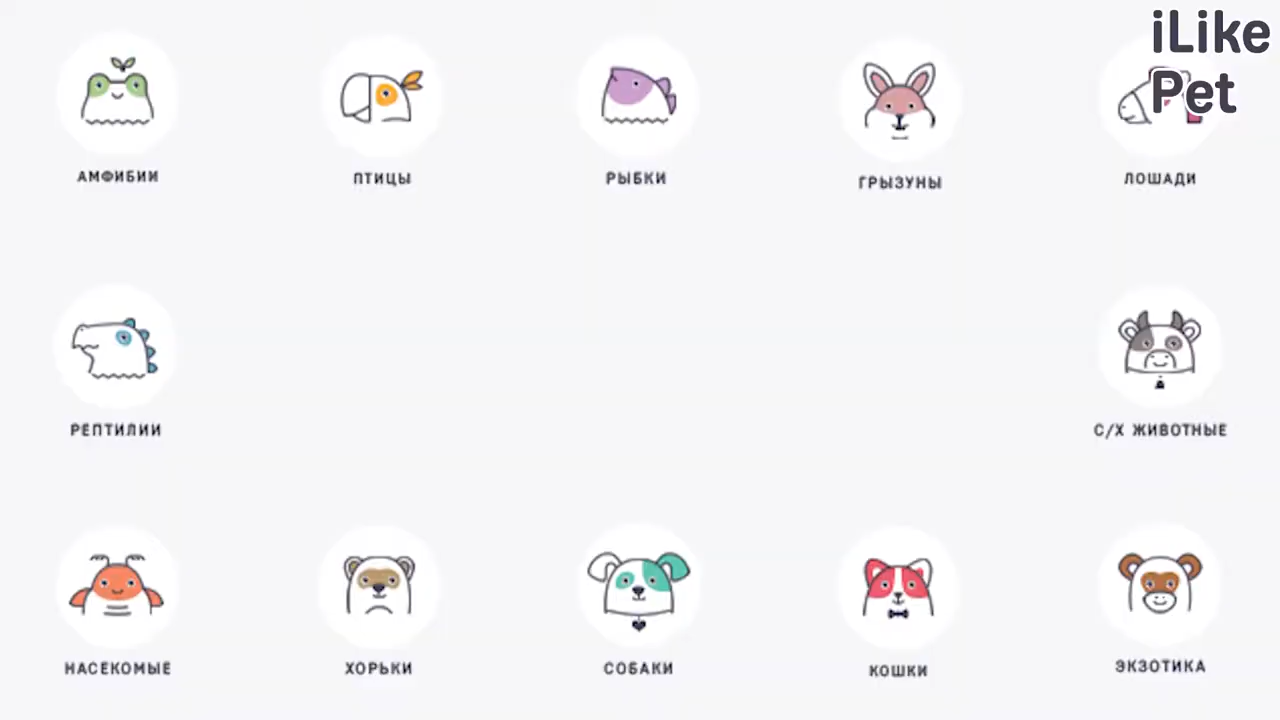 iLike
Pet
АМФИБИИ
ПТИЦЫ
РЫБКИ
ГРЫЗУНЫ
ЛОШАДИ
РЕПТИЛИИ
С/Х ЖИВОТНЫЕ
НАСЕКОМЫЕ
ХОРЬКИ
СОБАКИ
КОШКИ
ЭКЗОТИКА